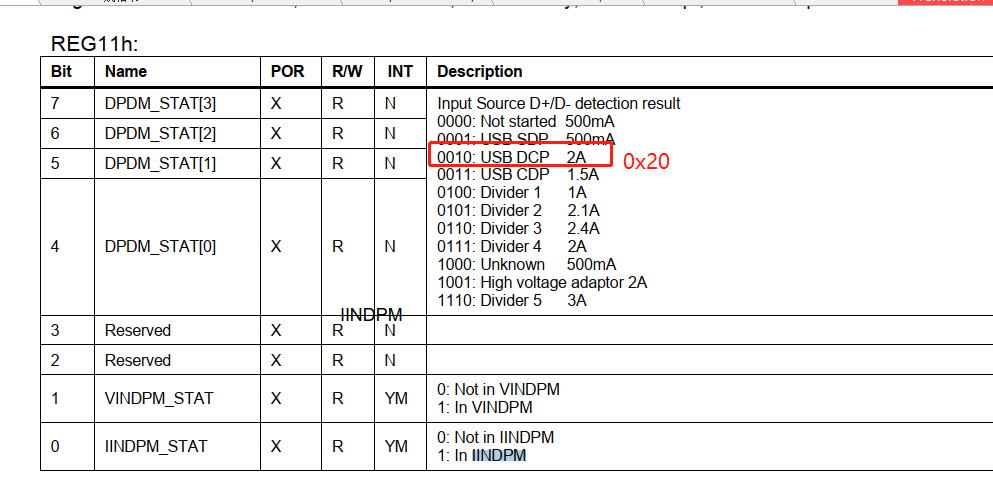 Translation
REG11h:
Bit Name POR R/W INT Description
7 DPDM_STAT[3] X R N Input Source D+/D- detection result
0000: Not started 500mA
6 DPDM_STAT[2] X R N 0001: USB SDP 500mA
5 DPDM_STAT[1] X R N 0010: USB DCP 2A 0x20
0011: USB CDP 1.5A
0100: Divider 1 1A
0101: Divider 2 2.1A
0110: Divider 3 2.4A
4 DPDM_STAT[0] X R N 0111: Divider 4 2A
1000: Unknown 500mA
1001: High voltage adaptor 2A
1110: Divider 5 3A
IINDPM
3 Reserved X R N
2 Reserved X R N
1 VINDPM_STAT X R YM 0: Not in VINDPM
1: In VINDPM
0 IINDPM_STAT X R YM 0: Not in IINDPM
1: In IINDPM